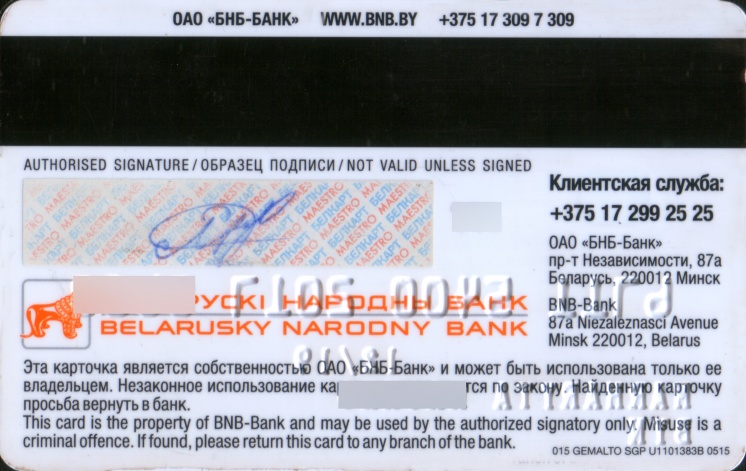 ОАО «БНБ-БАНК» WWW.BNB.BY +375 17 309 7 309
AUTHORISED SIGNATURE / ОБРАЗЕЦ ПОДПИСИ / NOT VALID UNLESS SIGNED
БЕЛКАРТ MAESTRO
Клиентская служба:
+375 17 299 25 25
ОАО «БНБ-Банк»
пр-т Независимости, 87а
Беларусь, 220012 Минск
BNB-Bank
87a Niezaleznasci Avenue
Minsk 220012, Belarus
РУСКІ НАРОДНЫ БАНК
BELARUSKY NARODNY BANK
Эта карточка является собственностью ОАО «БНБ-Банк» и может быть использована только ее
владельцем. Незаконное использование по закону. Найденную карточку
просьба вернуть в банк.
This card is the property of BNB-Bank and may be used by the authorized signatory only. Misuse is a
criminal offence. If found, please return this card to any branch of the bank.
015 GEMALTO SGP U1101383B 0515